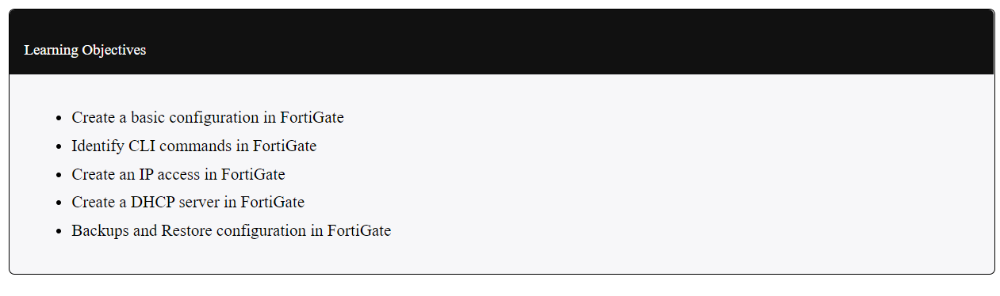 Learning Objectives
• Create a basic configuration in FortiGate
• Identify CLI commands in FortiGate
• Create an IP access in FortiGate
• Create a DHCP server in FortiGate
• Backups and Restore configuration in FortiGate